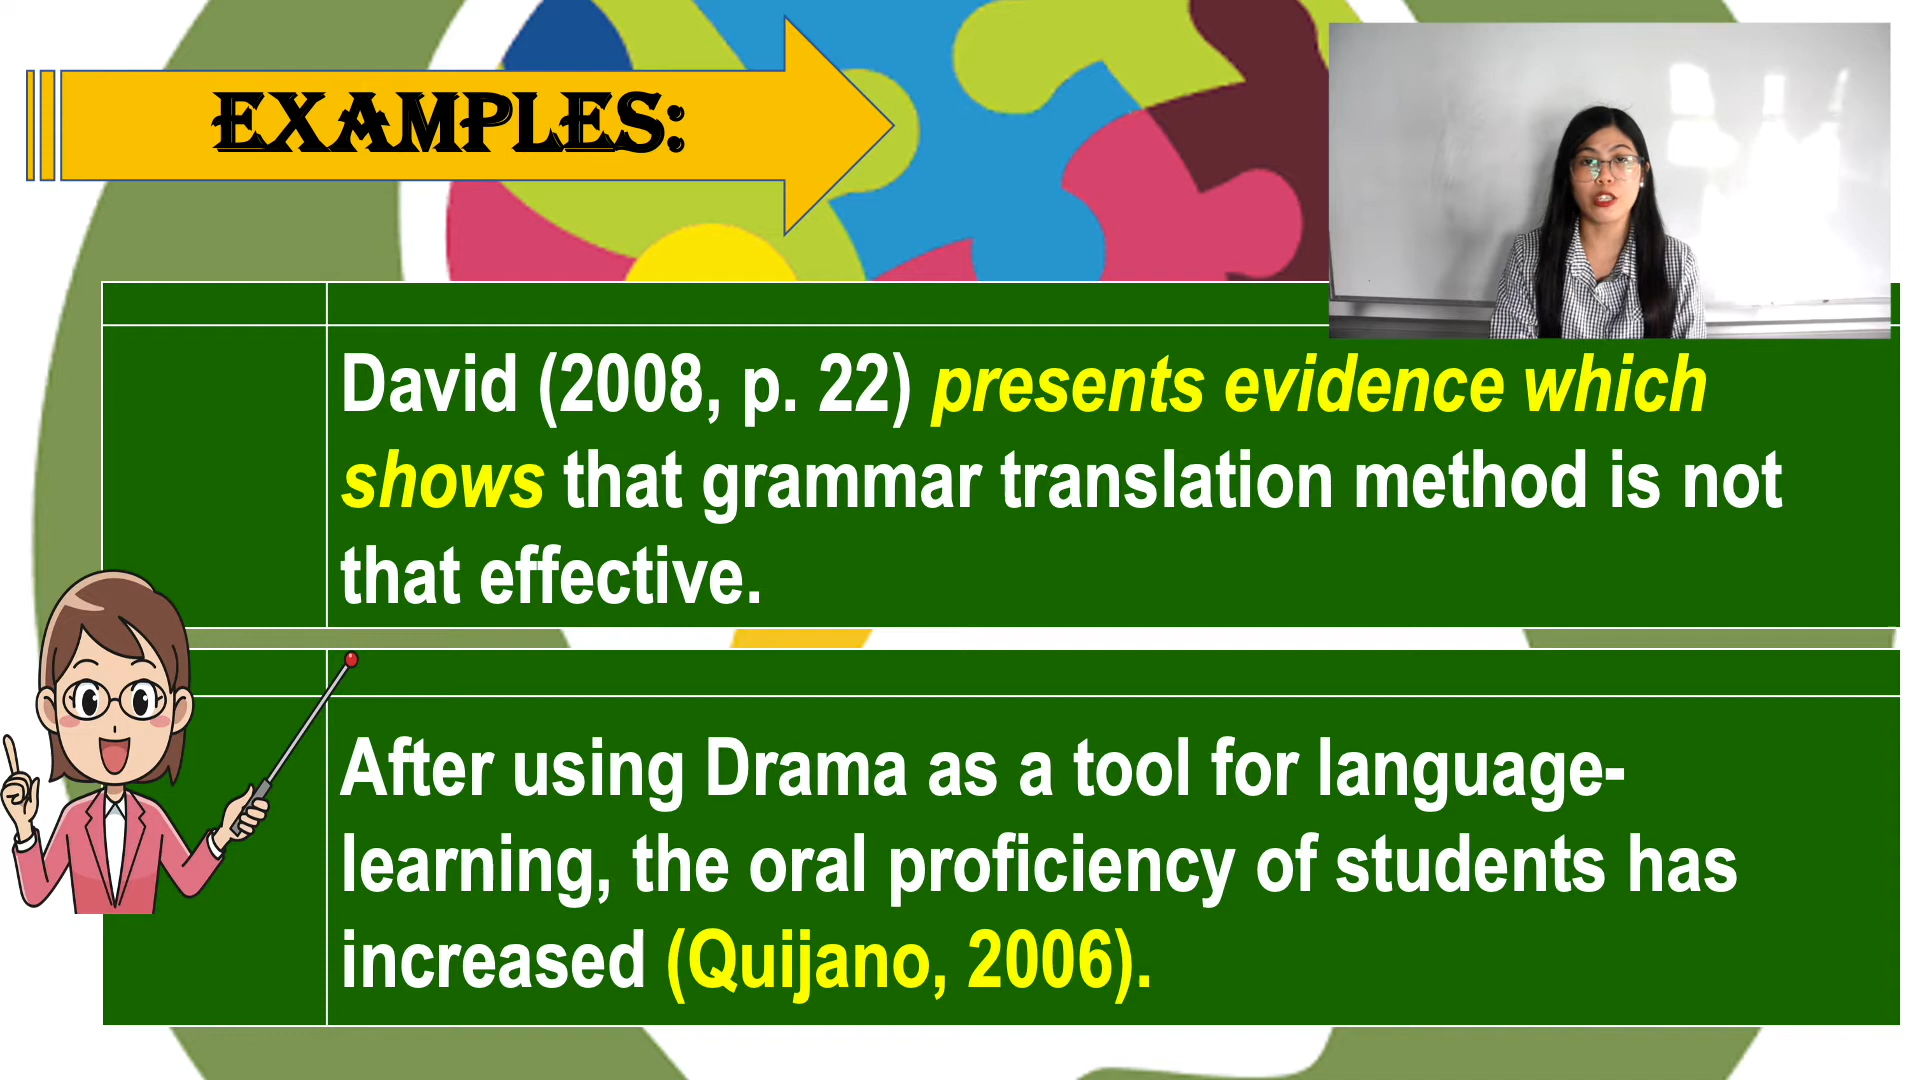 EXAMPLES:
David (2008, p. 22) presents evidence which
shows that grammar translation method is not
that effective.
After using Drama as a tool for language-
learning, the oral proficiency of students has
increased (Quijano, 2006).